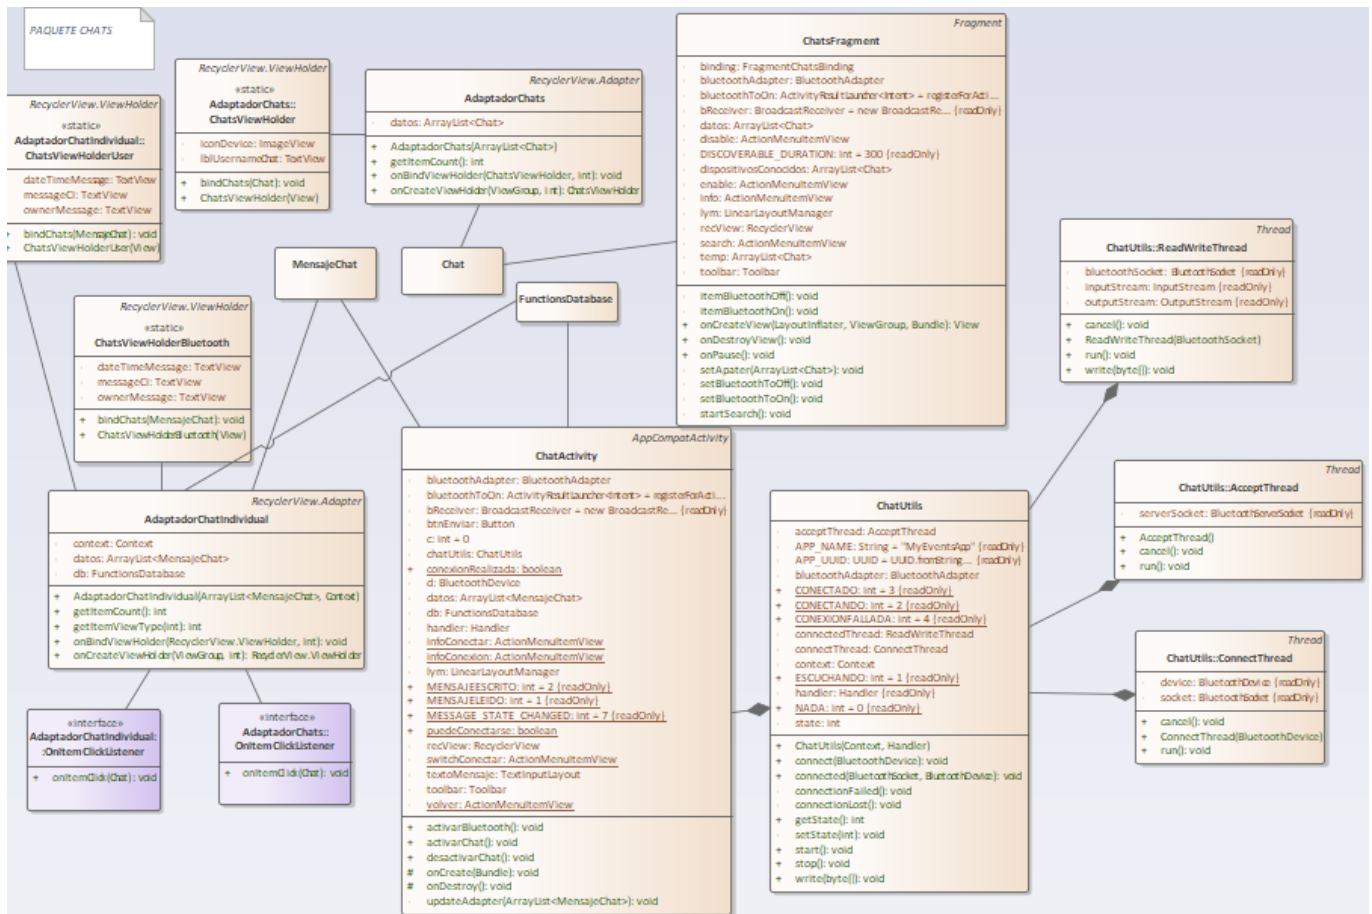 PAQUETE CHATS
RecyclerView.ViewHolder
«static»
AdaptadorChatIndividual::
ChatsViewHolderUser
dateTimeMessage: TextView
messageCl: TextView
ownerMessage: TextView
+ bindChats(MensajeChat): void
+ ChatsViewHolderUser(View)
RecyclerView.ViewHolder
«static»
AdaptadorChats::
ChatsViewHolder
iconDevice: ImageView
lblUsernameChat: TextView
+ bindChats(Chat): void
+ ChatsViewHolder(View)
RecyclerView.Adapter
AdaptadorChats
datos: ArrayList<Chat>
+ AdaptadorChats(ArrayList<Chat>)
+ getItemCount(): int
+ onBindViewHolder(ChatsViewHolder, int): void
+ onCreateViewHolder(ViewGroup, int): ChatsViewHolder
Fragment
ChatsFragment
binding: FragmentChatsBinding
bluetoothAdapter: BluetoothAdapter
bluetoothToOn: ActivityResultLauncher<Intent> = registerForActi....
bReceiver: BroadcastReceiver = new BroadcastRe... {readOnly}
datos: ArrayList<Chat>
disable: ActionMenuItemView
DISCOVERABLE_DURATION: int = 300 {readOnly}
dispositivosConocidos: ArrayList<Chat>
enable: ActionMenuItemView
info: ActionMenuItemView
lym: LinearLayoutManager
recView: RecyclerView
search: ActionMenuItemView
temp: ArrayList<Chat>
toolbar: Toolbar
itemBluetoothOff(): void
itemBluetoothOn(): void
+ onCreateView(LayoutInflater, ViewGroup, Bundle): View
+ onDestroyView(): void
+ onPause(): void
setApater(ArrayList<Chat>): void
setBluetoothToOff(): void
setBluetoothToOn(): void
startSearch(): void
MensajeChat
Chat
FunctionsDatabase
RecyclerView.ViewHolder
«static»
ChatsViewHolderBluetooth
dateTimeMessage: TextView
messageCl: TextView
ownerMessage: TextView
+ bindChats(MensajeChat): void
+ ChatsViewHolderBluetooth(View)
RecyclerView.Adapter
AdaptadorChatIndividual
context: Context
datos: ArrayList<MensajeChat>
db: FunctionsDatabase
+ AdaptadorChatIndividual(ArrayList<MensajeChat>, Context)
+ getItemCount(): int
+ getItemViewType(int): int
+ onBindViewHolder(RecyclerView.ViewHolder, int): void
+ onCreateViewHolder(ViewGroup, int): RecyclerView.ViewHolder
«interface»
AdaptadorChatIndividual:
:OnItemClickListener
+ onItemClick(Chat): void
«interface»
AdaptadorChats::
OnItemClickListener
+ onItemClick(Chat): void
AppCompatActivity
ChatActivity
bluetoothAdapter: BluetoothAdapter
bluetoothToOn: ActivityResultLauncher<Intent> = registerForActi....
bReceiver: BroadcastReceiver = new BroadcastRe... {readOnly}
btnEnviar: Button
c: int = 0
chatUtils: ChatUtils
+ conexionRealizada: boolean
d: BluetoothDevice
datos: ArrayList<MensajeChat>
db: FunctionsDatabase
handler: Handler
infoConectar: ActionMenuItemView
infoConexion: ActionMenuItemView
lym: LinearLayoutManager
+ MENSAJEESCRITO: int = 2 {readOnly}
+ MENSAJELEIDO: int = 1 {readOnly}
+ MESSAGE_STATE_CHANGED: int = 7 {readOnly}
+ puedeConectarse: boolean
recView: RecyclerView
switchConectar: ActionMenuItemView
textoMensaje: TextInputLayout
toolbar: Toolbar
volver: ActionMenuItemView
+ activarBluetooth(): void
+ activarChat(): void
+ desactivarChat(): void
# onCreate(Bundle): void
# onDestroy(): void
updateAdapter(ArrayList<MensajeChat>): void
ChatUtils
acceptThread: AcceptThread
APP_NAME: String = "MyEventsApp" {readOnly}
APP_UUID: UUID = UUID.fromString.... {readOnly}
bluetoothAdapter: BluetoothAdapter
+ CONECTADO: int = 3 {readOnly}
+ CONECTANDO: int = 2 {readOnly}
+ CONEXIONFALLADA: int = 4 {readOnly}
connectedThread: ReadWriteThread
connectThread: ConnectThread
context: Context
+ ESCUCHANDO: int = 1 {readOnly}
handler: Handler {readOnly}
+ NADA: int = 0 {readOnly}
state: int
+ ChatUtils(Context, Handler)
+ connect(BluetoothDevice): void
+ connected(BluetoothSocket, BluetoothDevice): void
connectionFailed(): void
connectionLost(): void
+ getState(): int
setState(int): void
+ start(): void
+ stop(): void
+ write(byte[]): void
Thread
ChatUtils::ReadWriteThread
bluetoothSocket: BluetoothSocket {readOnly}
inputStream: InputStream {readOnly}
outputStream: OutputStream {readOnly}
+ cancel(): void
+ ReadWriteThread(BluetoothSocket)
+ run(): void
+ write(byte[]): void
Thread
ChatUtils::AcceptThread
serverSocket: BluetoothServerSocket {readOnly}
+ AcceptThread()
+ cancel(): void
+ run(): void
Thread
ChatUtils::ConnectThread
device: BluetoothDevice {readOnly}
socket: BluetoothSocket {readOnly}
+ cancel(): void
+ ConnectThread(BluetoothDevice)
+ run(): void